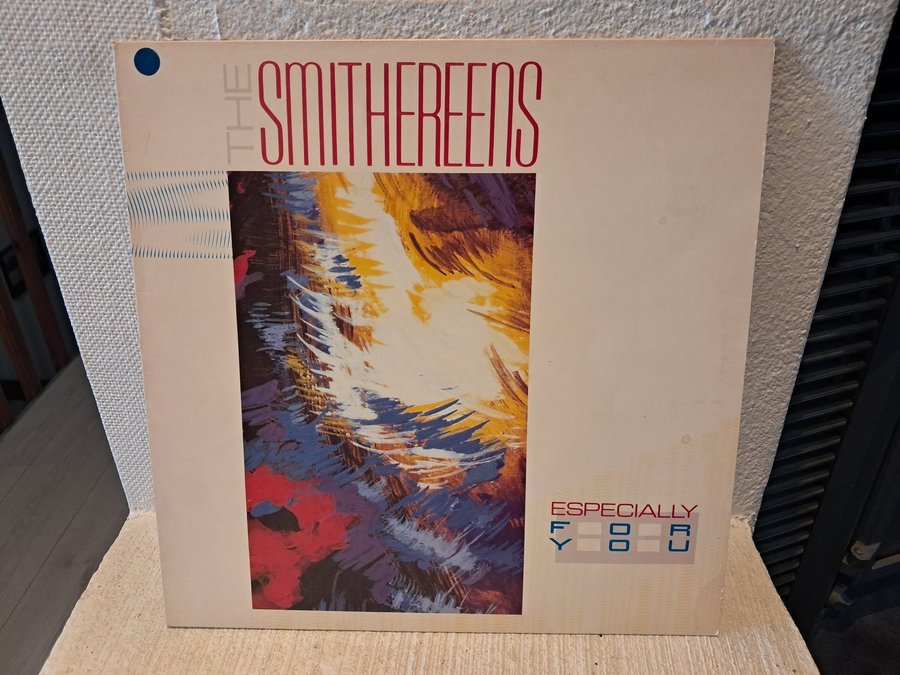 THE SMITHEREENS
ESPECIALLY
FOR
YOU